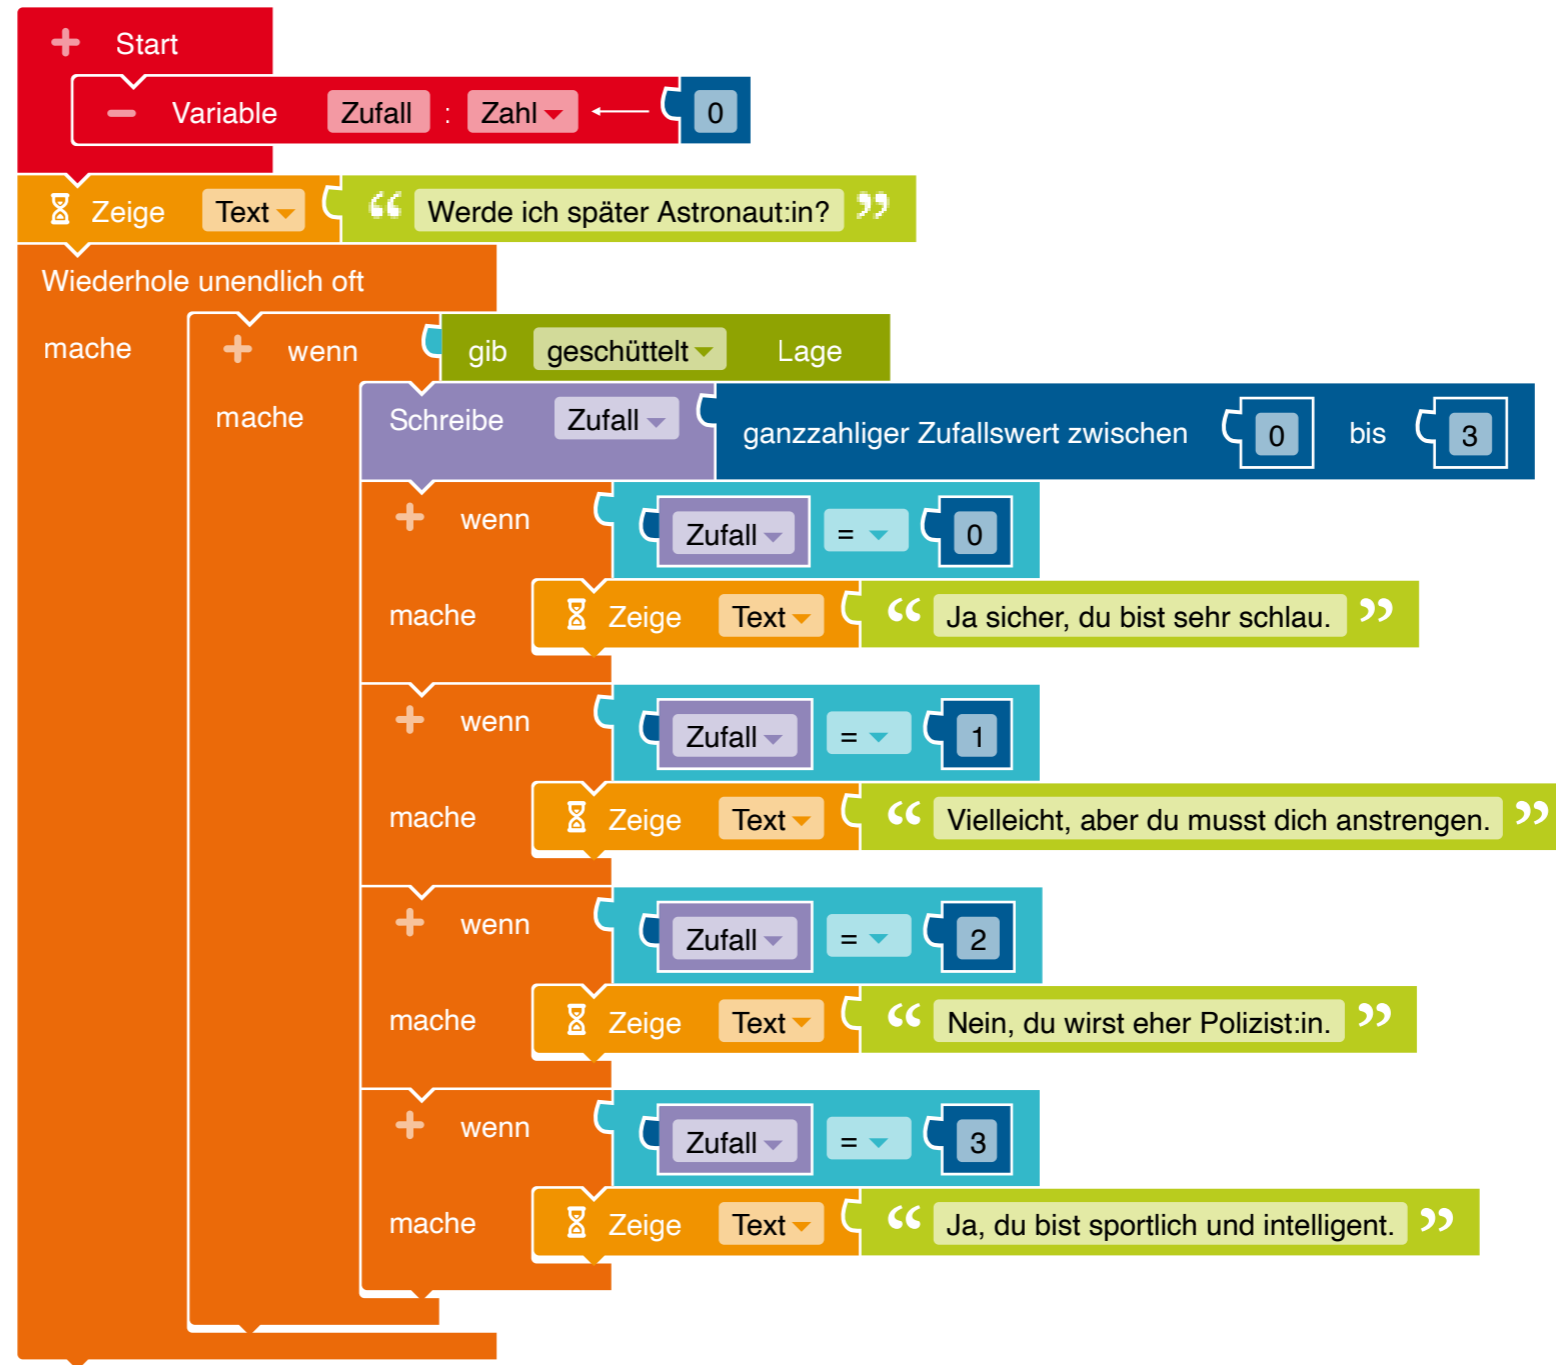 + Start
− Variable Zufall : Zahl ← 0
Zeige Text “ Werde ich später Astronaut:in? ”
Wiederhole unendlich oft
mache + wenn gib geschüttelt Lage
mache Schreibe Zufall ganzzahliger Zufallswert zwischen 0 bis 3
+ wenn Zufall = 0
mache Zeige Text “ Ja sicher, du bist sehr schlau. ”
+ wenn Zufall = 1
mache Zeige Text “ Vielleicht, aber du musst dich anstrengen. ”
+ wenn Zufall = 2
mache Zeige Text “ Nein, du wirst eher Polizist:in. ”
+ wenn Zufall = 3
mache Zeige Text “ Ja, du bist sportlich und intelligent. ”